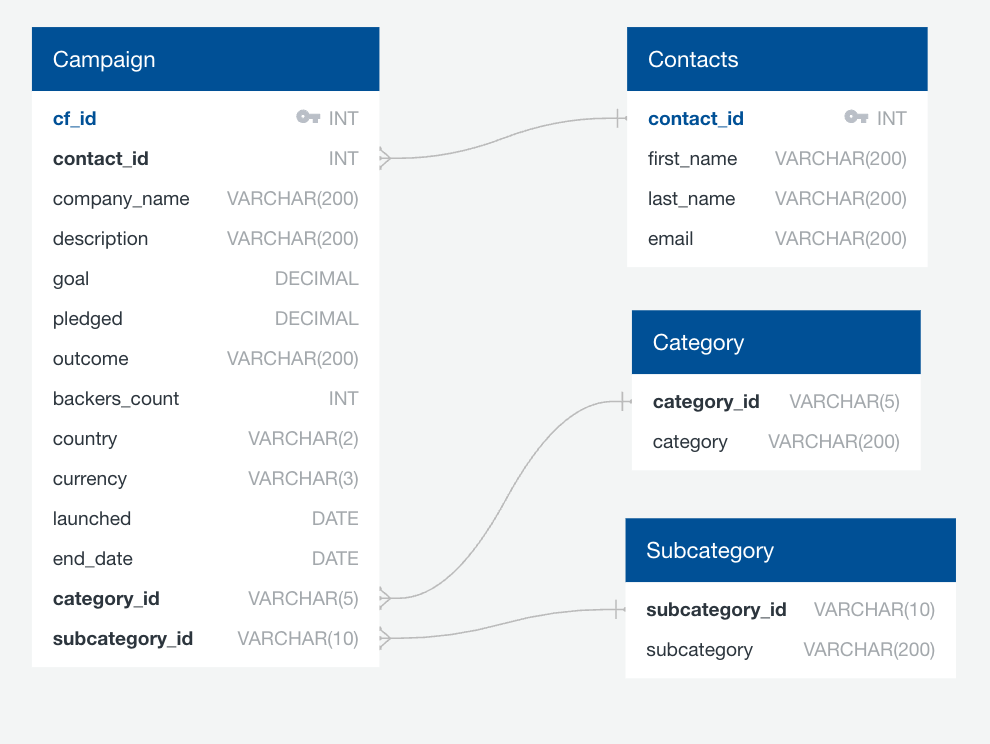 Campaign
cf_id INT
contact_id INT
company_name VARCHAR(200)
description VARCHAR(200)
goal DECIMAL
pledged DECIMAL
outcome VARCHAR(200)
backers_count INT
country VARCHAR(2)
currency VARCHAR(3)
launched DATE
end_date DATE
category_id VARCHAR(5)
subcategory_id VARCHAR(10)
Contacts
contact_id INT
first_name VARCHAR(200)
last_name VARCHAR(200)
email VARCHAR(200)
Category
category_id VARCHAR(5)
category VARCHAR(200)
Subcategory
subcategory_id VARCHAR(10)
subcategory VARCHAR(200)